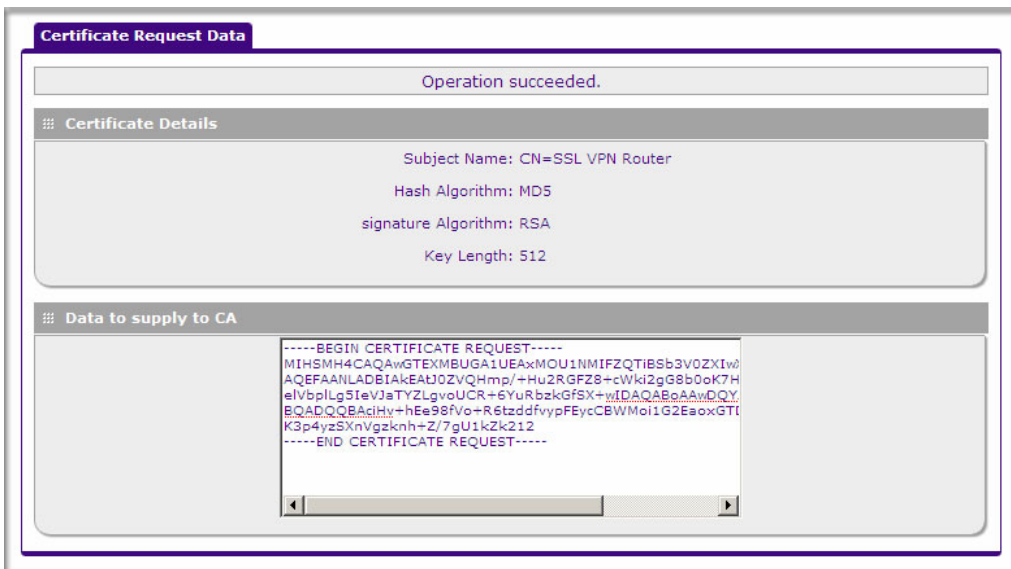 Certificate Request Data
Operation succeeded.
Certificate Details
Subject Name: CN=SSL VPN Router
Hash Algorithm: MD5
signature Algorithm: RSA
Key Length: 512
Data to supply to CA
-----BEGIN CERTIFICATE REQUEST-----
MIHSMH4CAQAwGTEXMBUGA1UEAxMOU1NMIFZQTiBSb3V0ZXIw
AQEFAANLADBIAkEAtJ0ZVQHmp/+Hu2RGFZ8+cWki2gG8b0oK7H
elVbplLg5IeVJaTYZLgvoUCR+6YuRbzkGfSX+wIDAQABoAAwDQY
BQADQQBAciHv+hEe98fVo+R6tzddfvypFEycCBWMoi1G2EaoxGT
K3p4yzSXnVgzknh+Z/7gU1kZk212
-----END CERTIFICATE REQUEST-----